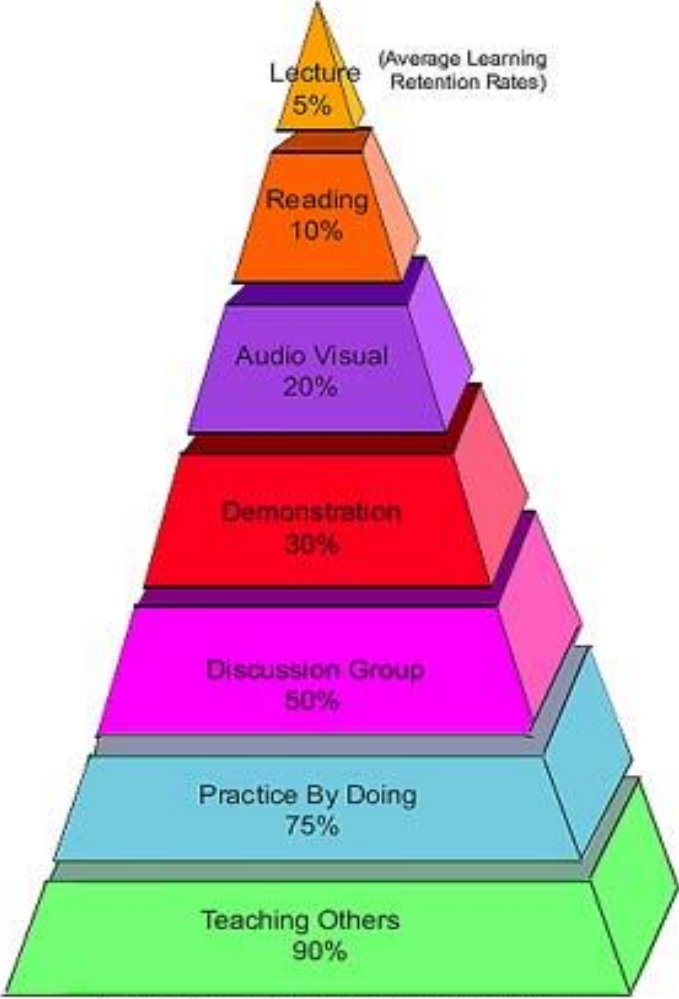 Lecture
5%
(Average Learning
Retention Rates)
Reading
10%
Audio Visual
20%
Demonstration
30%
Discussion Group
50%
Practice By Doing
75%
Teaching Others
90%